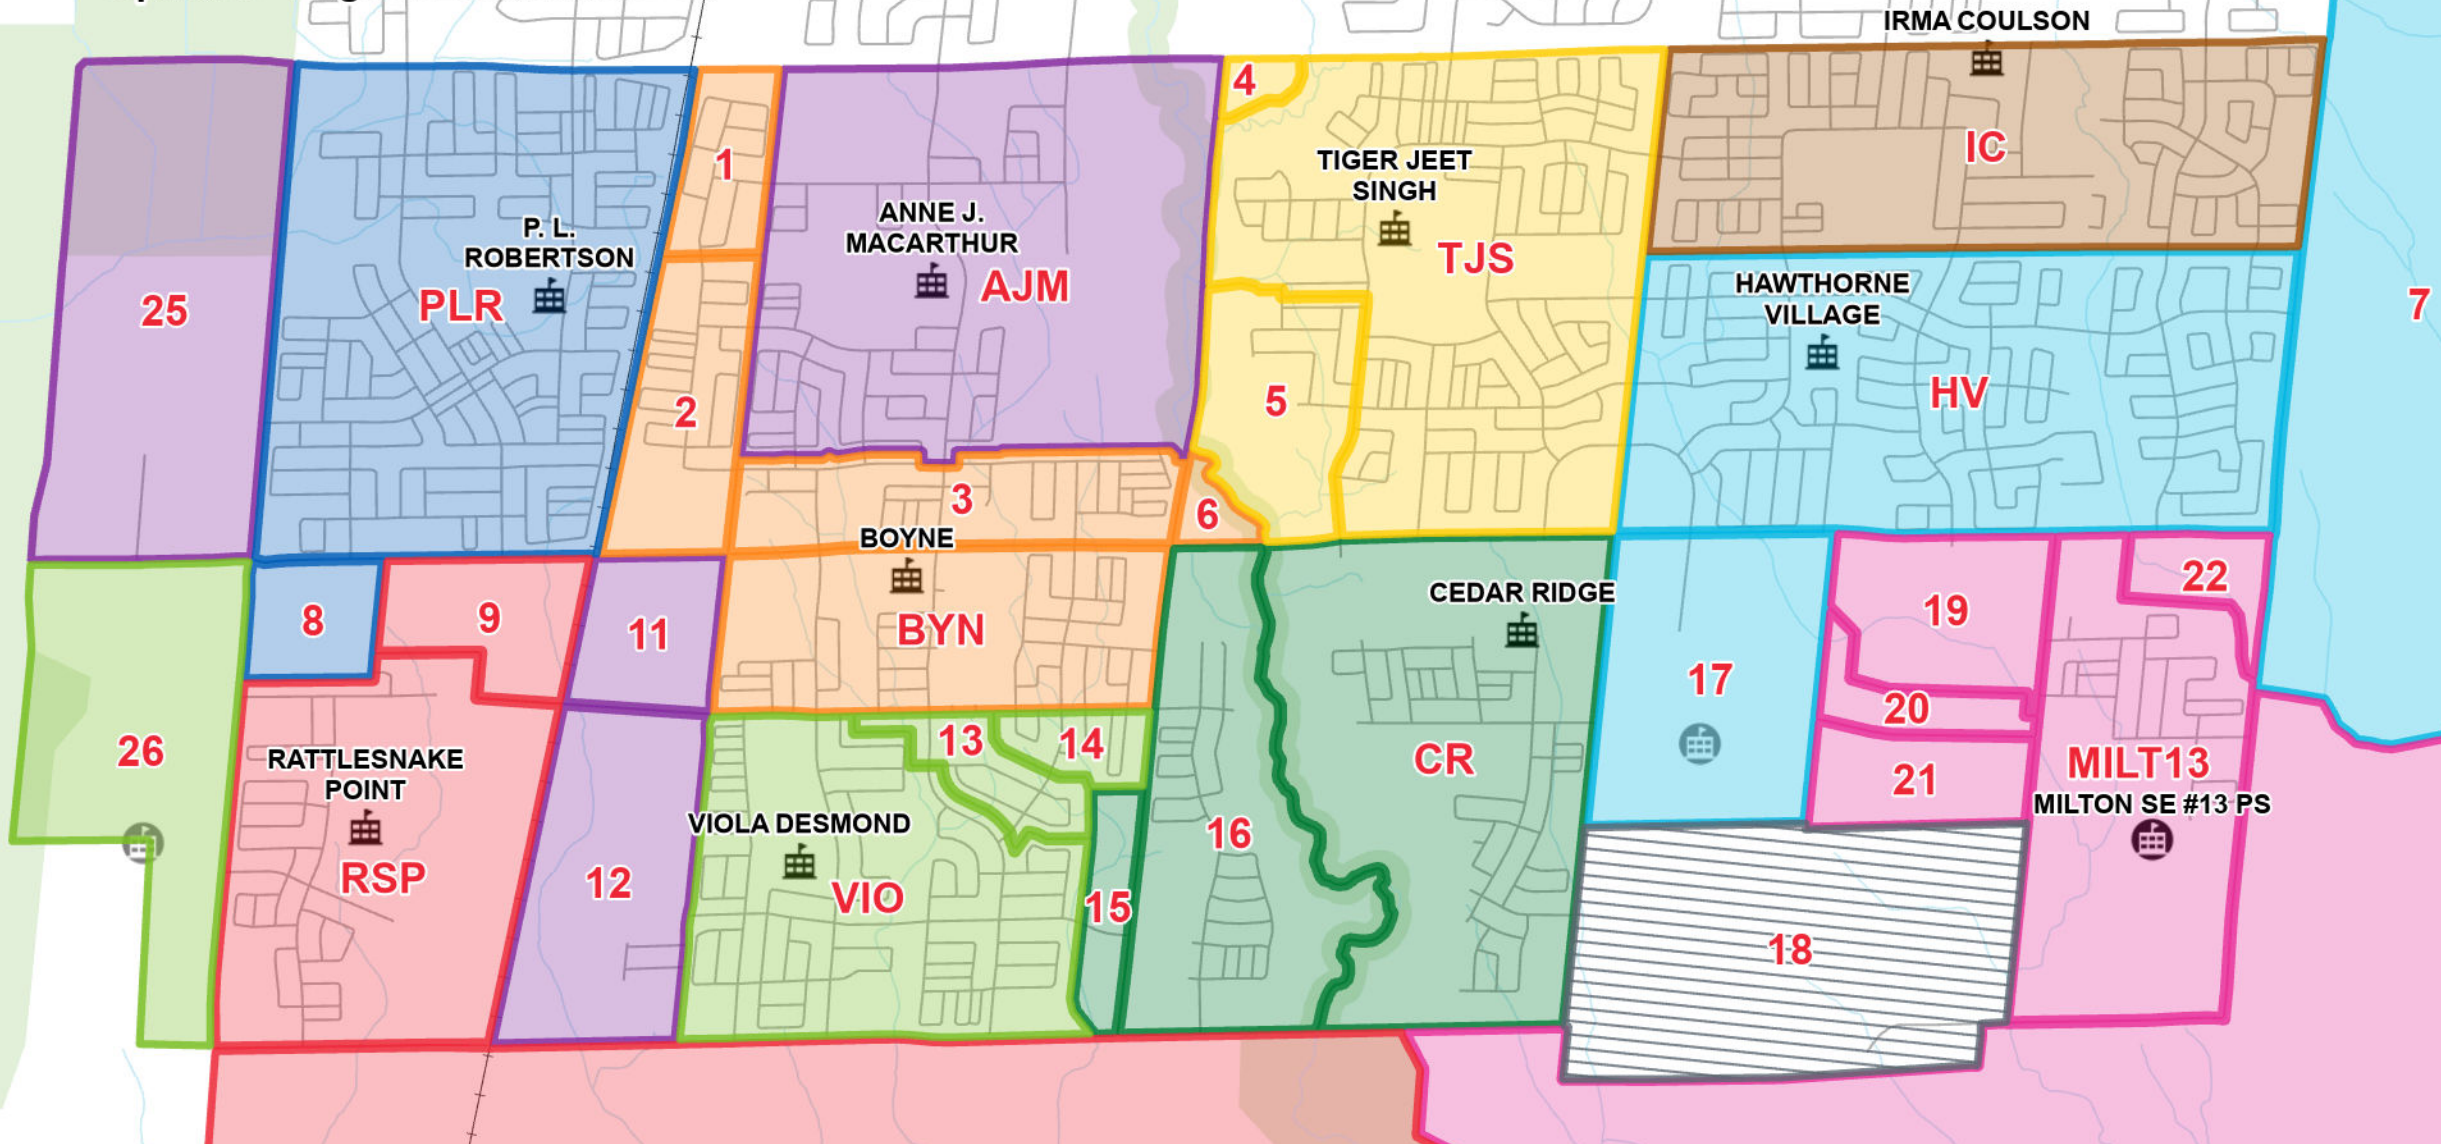 IRMA COULSON
4
IC
1
TIGER JEET
SINGH
TJS
ANNE J.
MACARTHUR
AJM
P. L.
ROBERTSON
PLR
25
HAWTHORNE
VILLAGE
HV
7
2
5
3
6
BOYNE
BYN
8
9
11
CEDAR RIDGE
CR
17
19
22
20
21
MILT13
MILTON SE #13 PS
26
RATTLESNAKE
POINT
RSP
12
13
14
VIOLA DESMOND
VIO
15
16
18